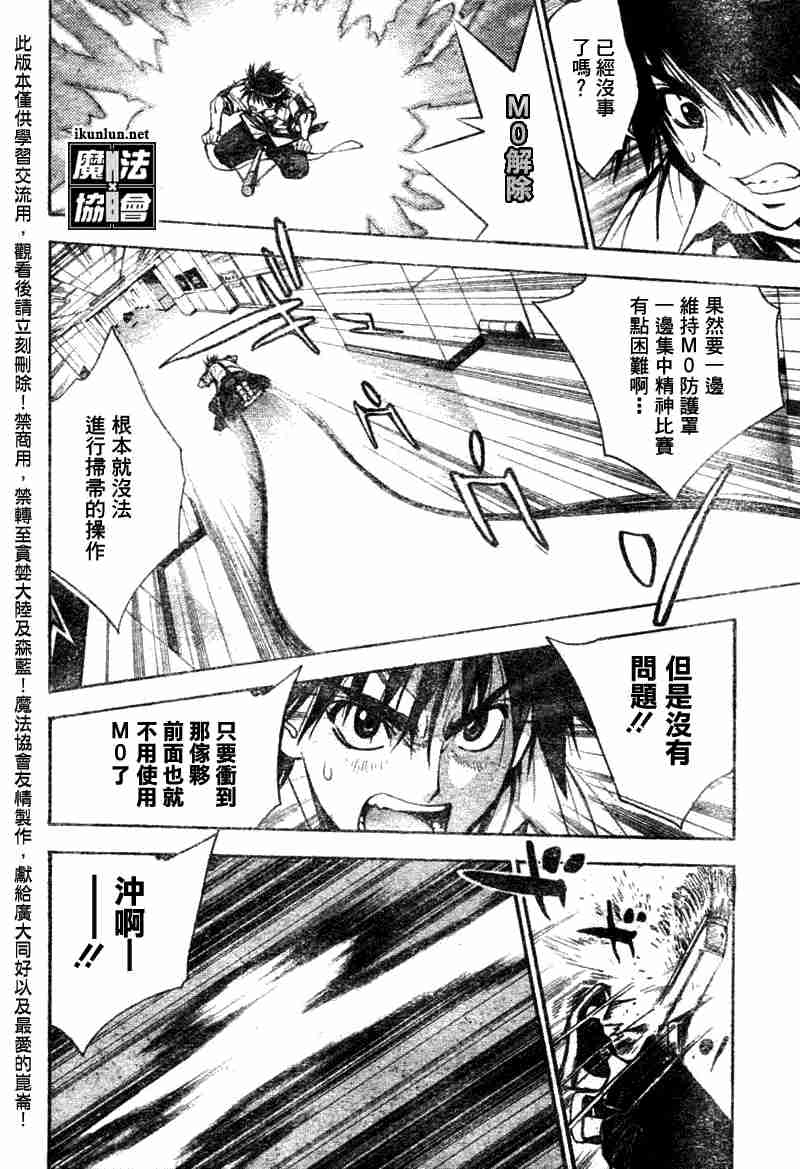 已經沒事
了嗎?
M0解除
ikunlun.net
魔法
協會
果然要一邊
維持M0防護罩
一邊集中精神比賽
有點困難啊…
根本就沒法
進行掃帚的操作
ギ
ギ
ギ
但是沒有
問題!!
只要衝到
那傢夥
前面也就
不用使用
M0了
ド
ド
沖啊—
—!!
此版本僅供學習交流用，觀看後請立刻刪除！禁商用，禁轉至貪婪大陸及森藍！魔法協會友情製作，獻給廣大同好以及最愛的崑崙！